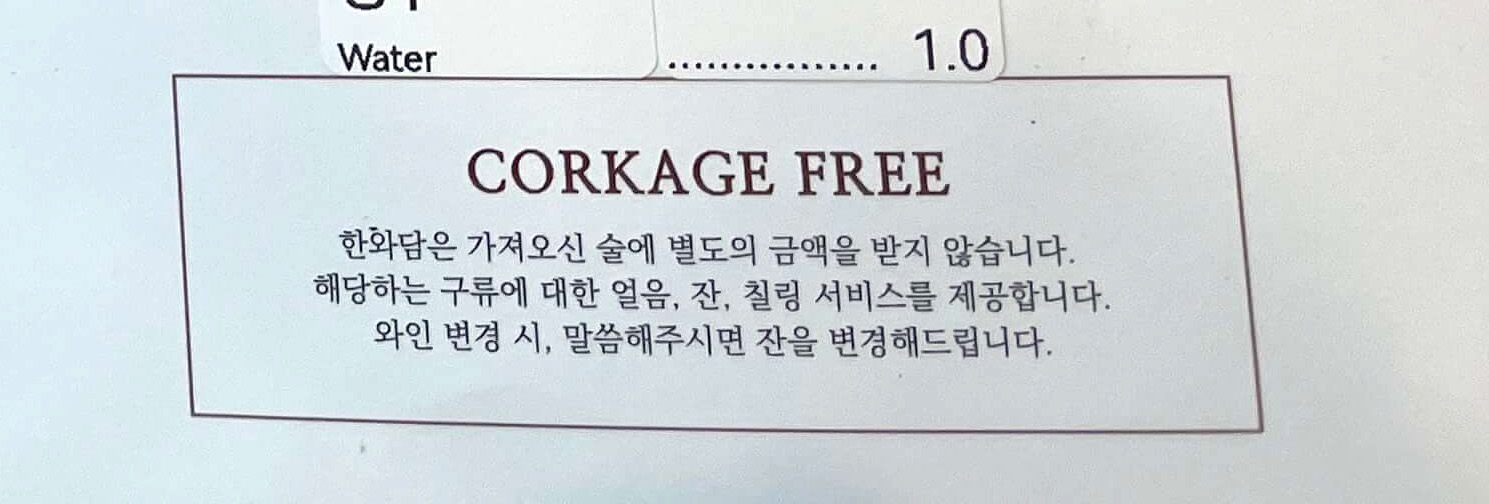 Water ................ 1.0
CORKAGE FREE
한화담은 가져오신 술에 별도의 금액을 받지 않습니다.
해당하는 구류에 대한 얼음, 잔, 칠링 서비스를 제공합니다.
와인 변경 시, 말씀해주시면 잔을 변경해드립니다.